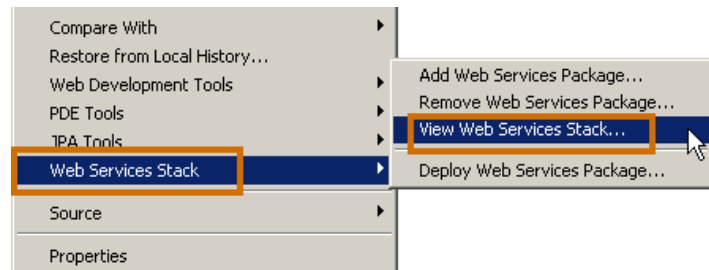 Compare With
Restore from Local History...
Web Development Tools
PDE Tools
JPA Tools
Web Services Stack
Source
Properties
Add Web Services Package...
Remove Web Services Package...
View Web Services Stack...
Deploy Web Services Package...